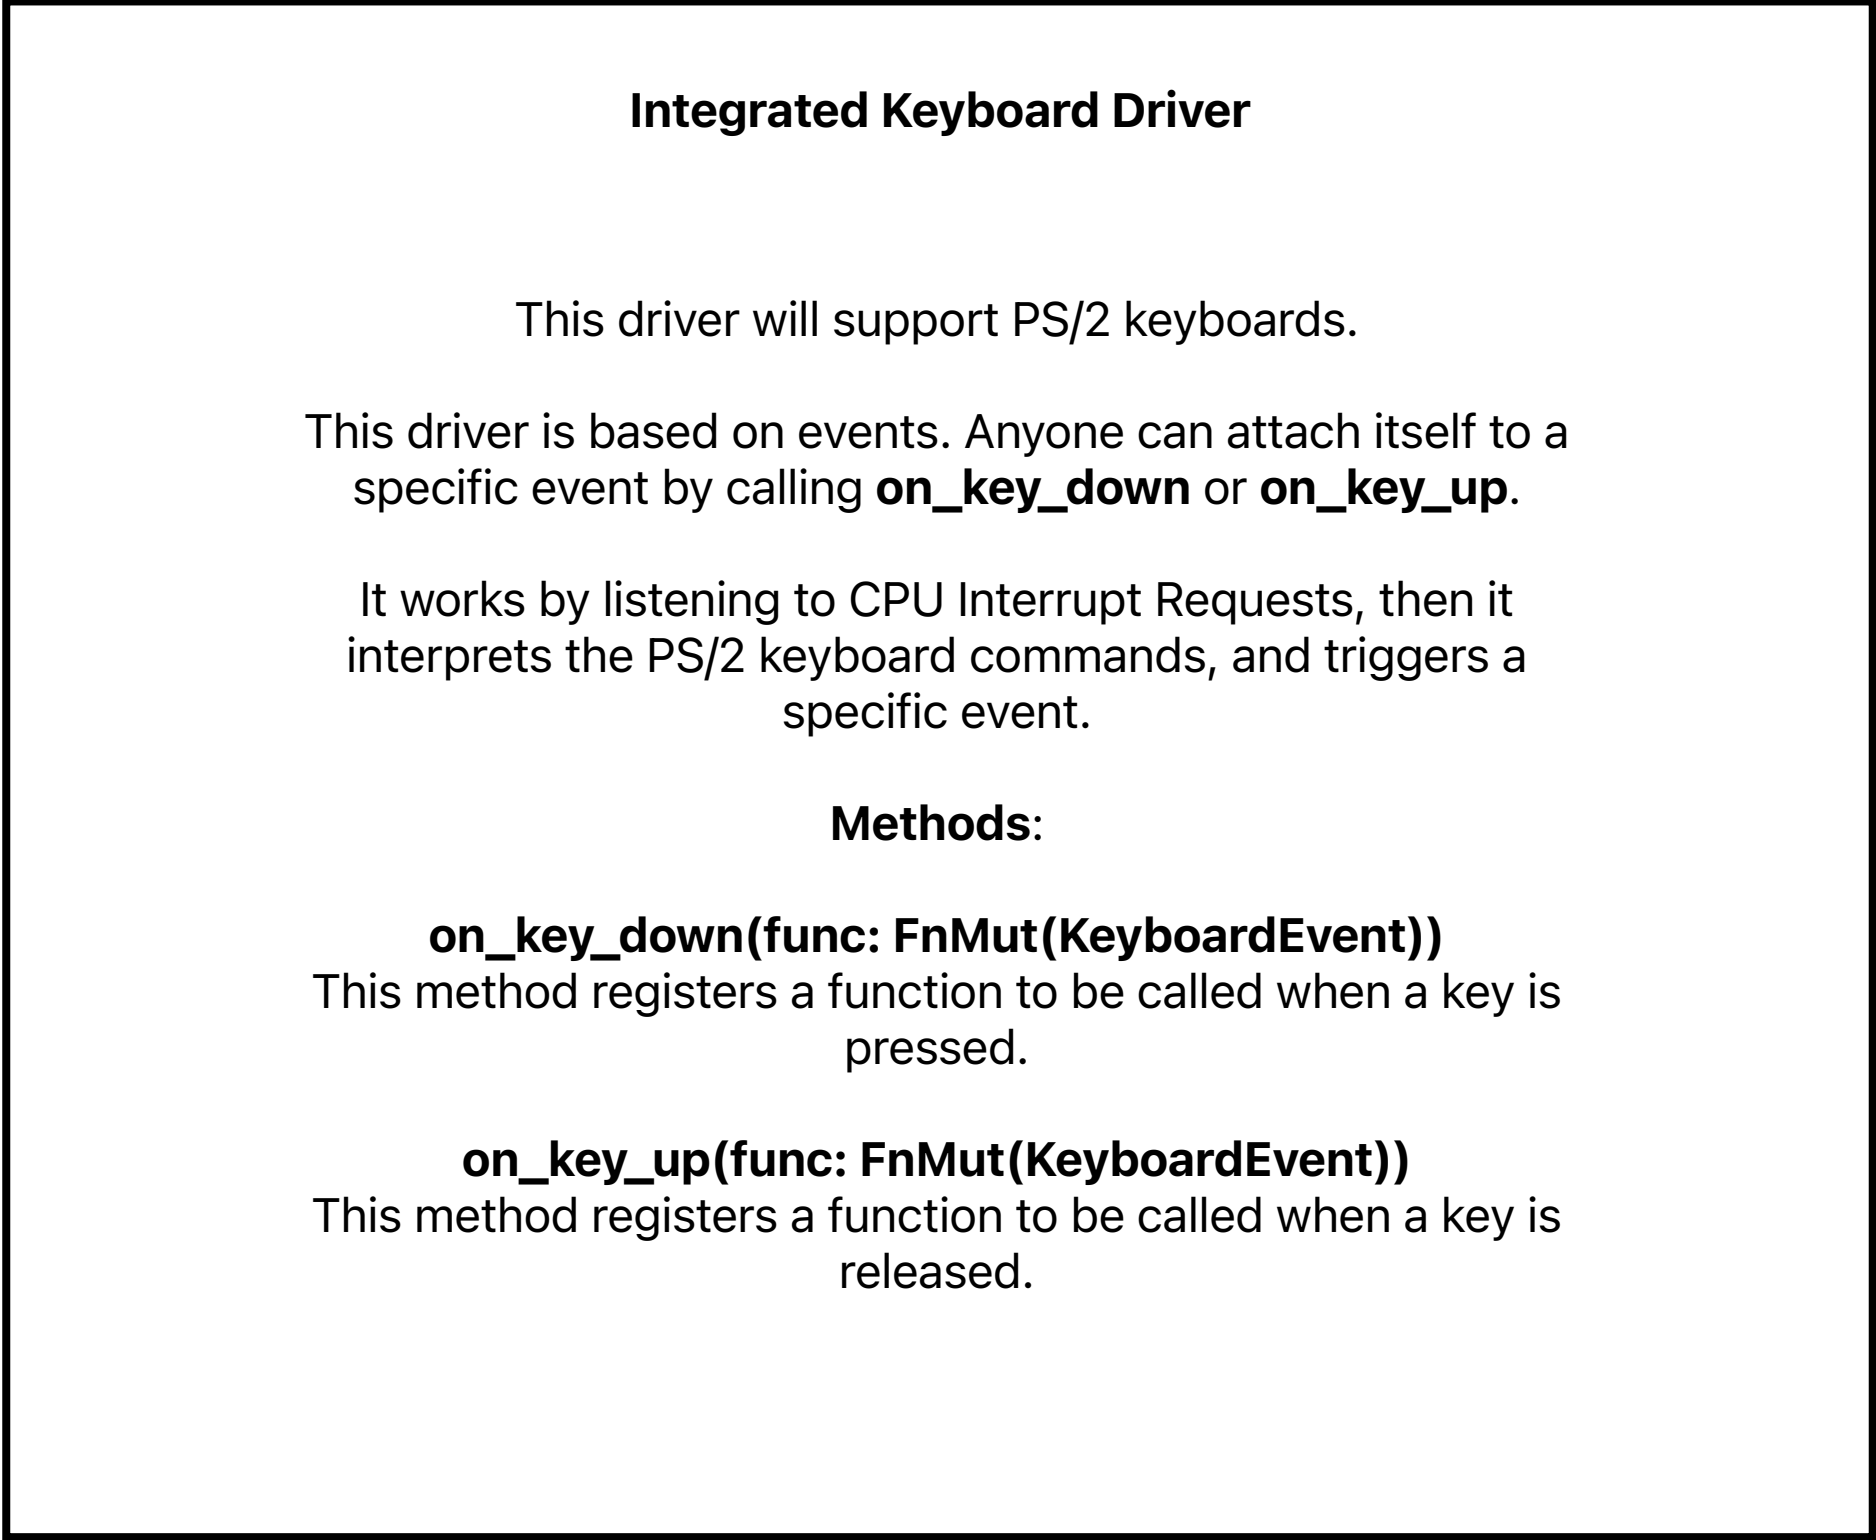 Integrated Keyboard Driver
This driver will support PS/2 keyboards.
This driver is based on events. Anyone can attach itself to a
specific event by calling on_key_down or on_key_up.
It works by listening to CPU Interrupt Requests, then it
interprets the PS/2 keyboard commands, and triggers a
specific event.
Methods:
on_key_down(func: FnMut(KeyboardEvent))
This method registers a function to be called when a key is
pressed.
on_key_up(func: FnMut(KeyboardEvent))
This method registers a function to be called when a key is
released.